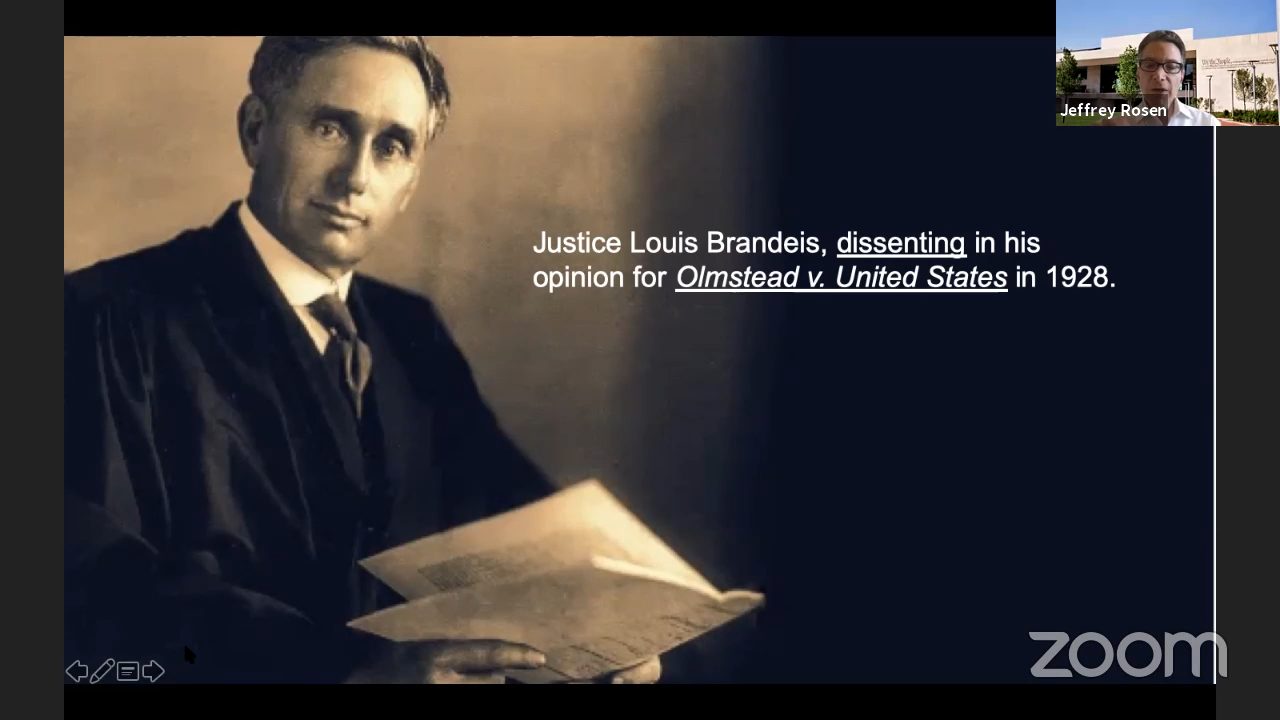 Jeffrey Rosen
Justice Louis Brandeis, dissenting in his
opinion for Olmstead v. United States in 1928.
zoom